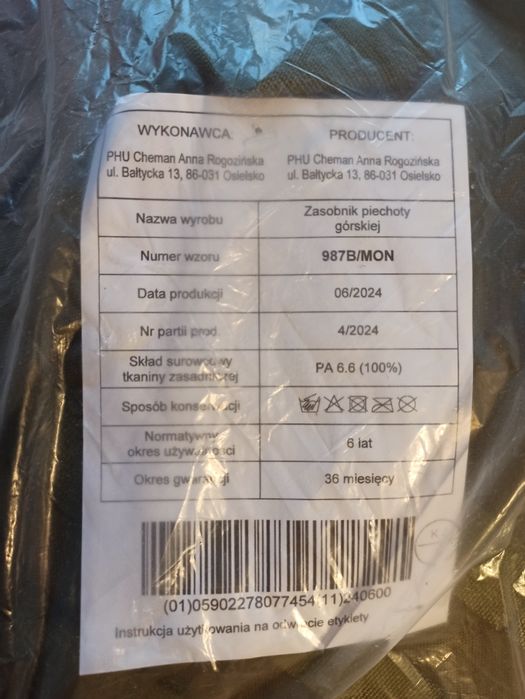 WYKONAWCA:
PRODUCENT:
PHU Cheman Anna Rogozińska
ul. Bałtycka 13, 86-031 Osielsko
PHU Cheman Anna Rogozińska
ul. Bałtycka 13, 86-031 Osielsko
Nazwa wyrobu
Zasobnik piechoty
górskiej
Numer wzoru
987B/MON
Data produkcji
06/2024
Nr partii prod.
4/2024
Skład surowcowy
tkaniny zasadniczej
PA 6.6 (100%)
Sposób konserwacji
Normatywny
okres używalności
6 lat
Okres gwarancji
36 miesięcy
K
(01)05902278077454(11)240600
Instrukcja użytkowania na odwrocie etykiety